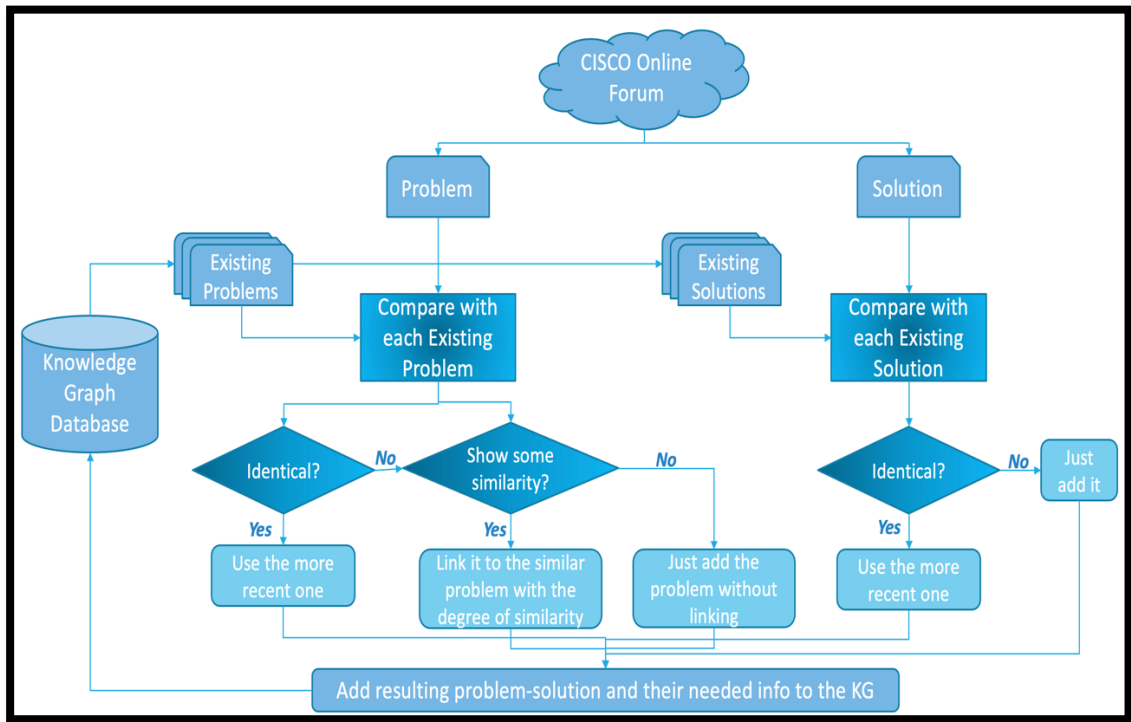 CISCO Online
Forum
Problem
Solution
Existing
Problems
Existing
Solutions
Compare with
each Existing
Problem
Compare with
each Existing
Solution
Knowledge
Graph
Database
Identical?
No
Show some
similarity?
No
Identical?
No
Just
add it
Yes
Yes
Yes
Use the more
recent one
Link it to the similar
problem with the
degree of similarity
Just add the
problem without
linking
Use the more
recent one
Add resulting problem-solution and their needed info to the KG